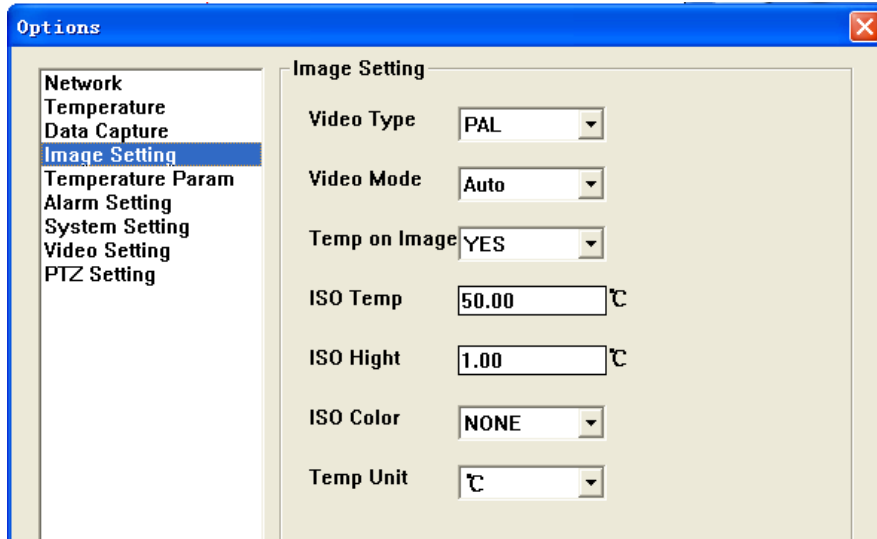 Options
Network
Temperature
Data Capture
Image Setting
Temperature Param
Alarm Setting
System Setting
Video Setting
PTZ Setting
Image Setting
Video Type PAL
Video Mode Auto
Temp on Image YES
ISO Temp 50.00 ℃
ISO Hight 1.00 ℃
ISO Color NONE
Temp Unit ℃